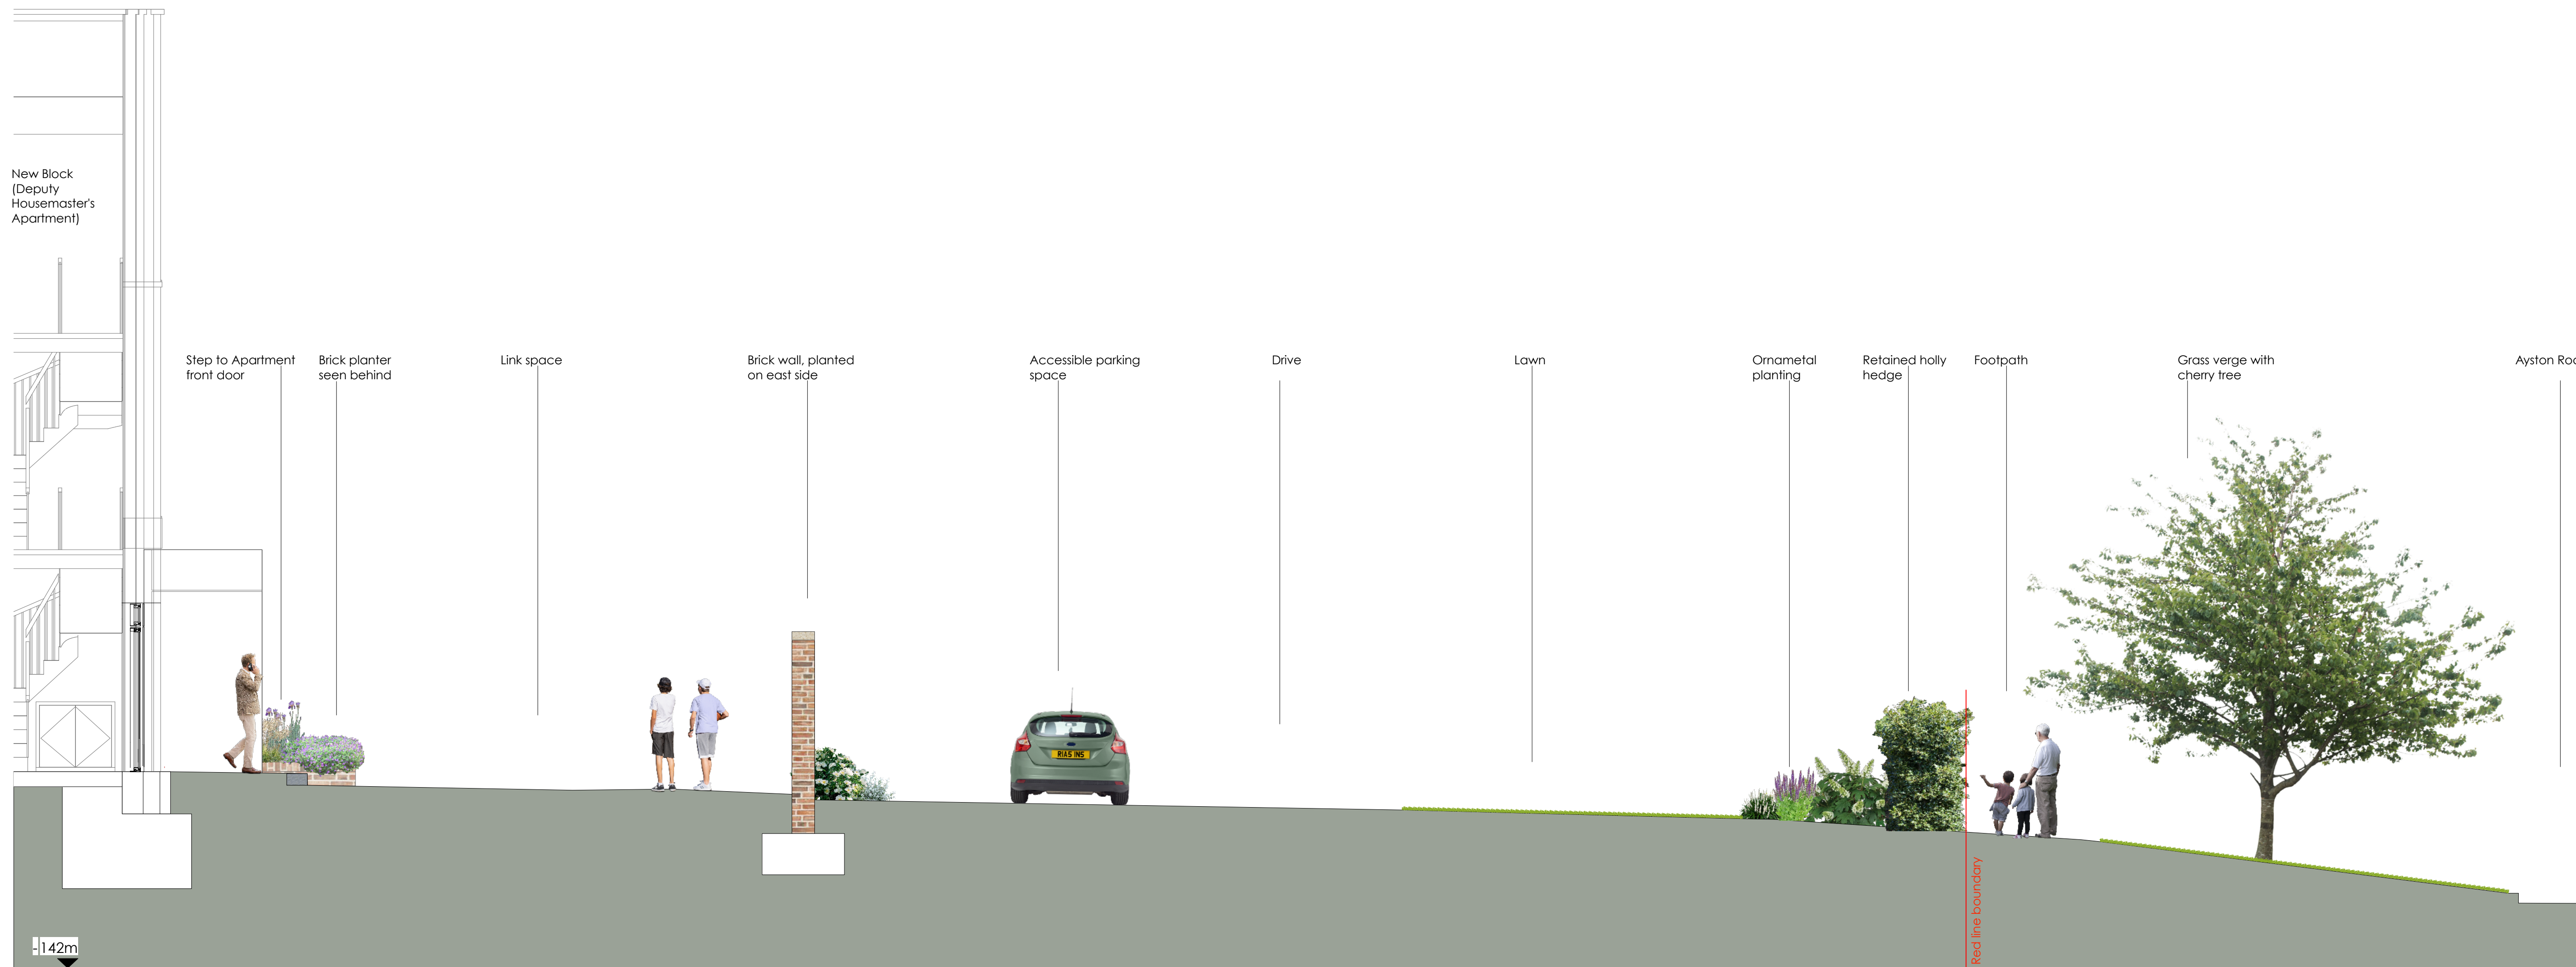 New Block
(Deputy
Housemaster's
Apartment)
Step to Apartment
front door
Brick planter
seen behind
Link space
Brick wall, planted
on east side
Accessible parking
space
Drive
Lawn
Ornametal
planting
Retained holly
hedge
Footpath
Grass verge with
cherry tree
Ayston Roa
Red line boundary
-142m